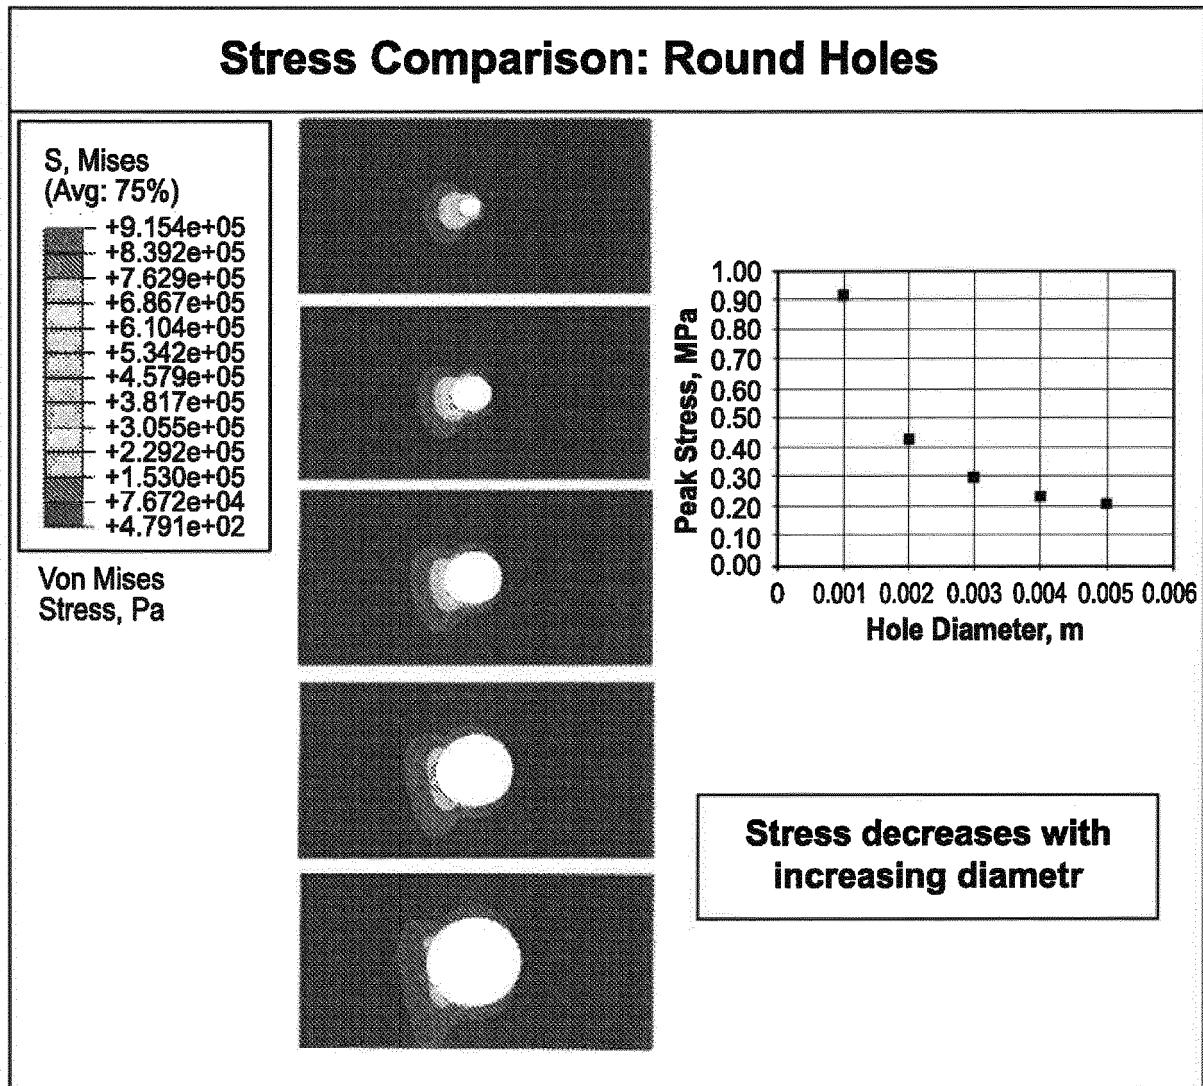 Stress Comparison: Round Holes
S, Mises
(Avg: 75%)
+9.154e+05
+8.392e+05
+7.629e+05
+6.867e+05
+6.104e+05
+5.342e+05
+4.579e+05
+3.817e+05
+3.055e+05
+2.292e+05
+1.530e+05
+7.672e+04
+4.791e+02
Von Mises
Stress, Pa
Peak Stress, MPa
1.00
0.90
0.80
0.70
0.60
0.50
0.40
0.30
0.20
0.10
0.00
0 0.001 0.002 0.003 0.004 0.005 0.006
Hole Diameter, m
Stress decreases with
increasing diametr